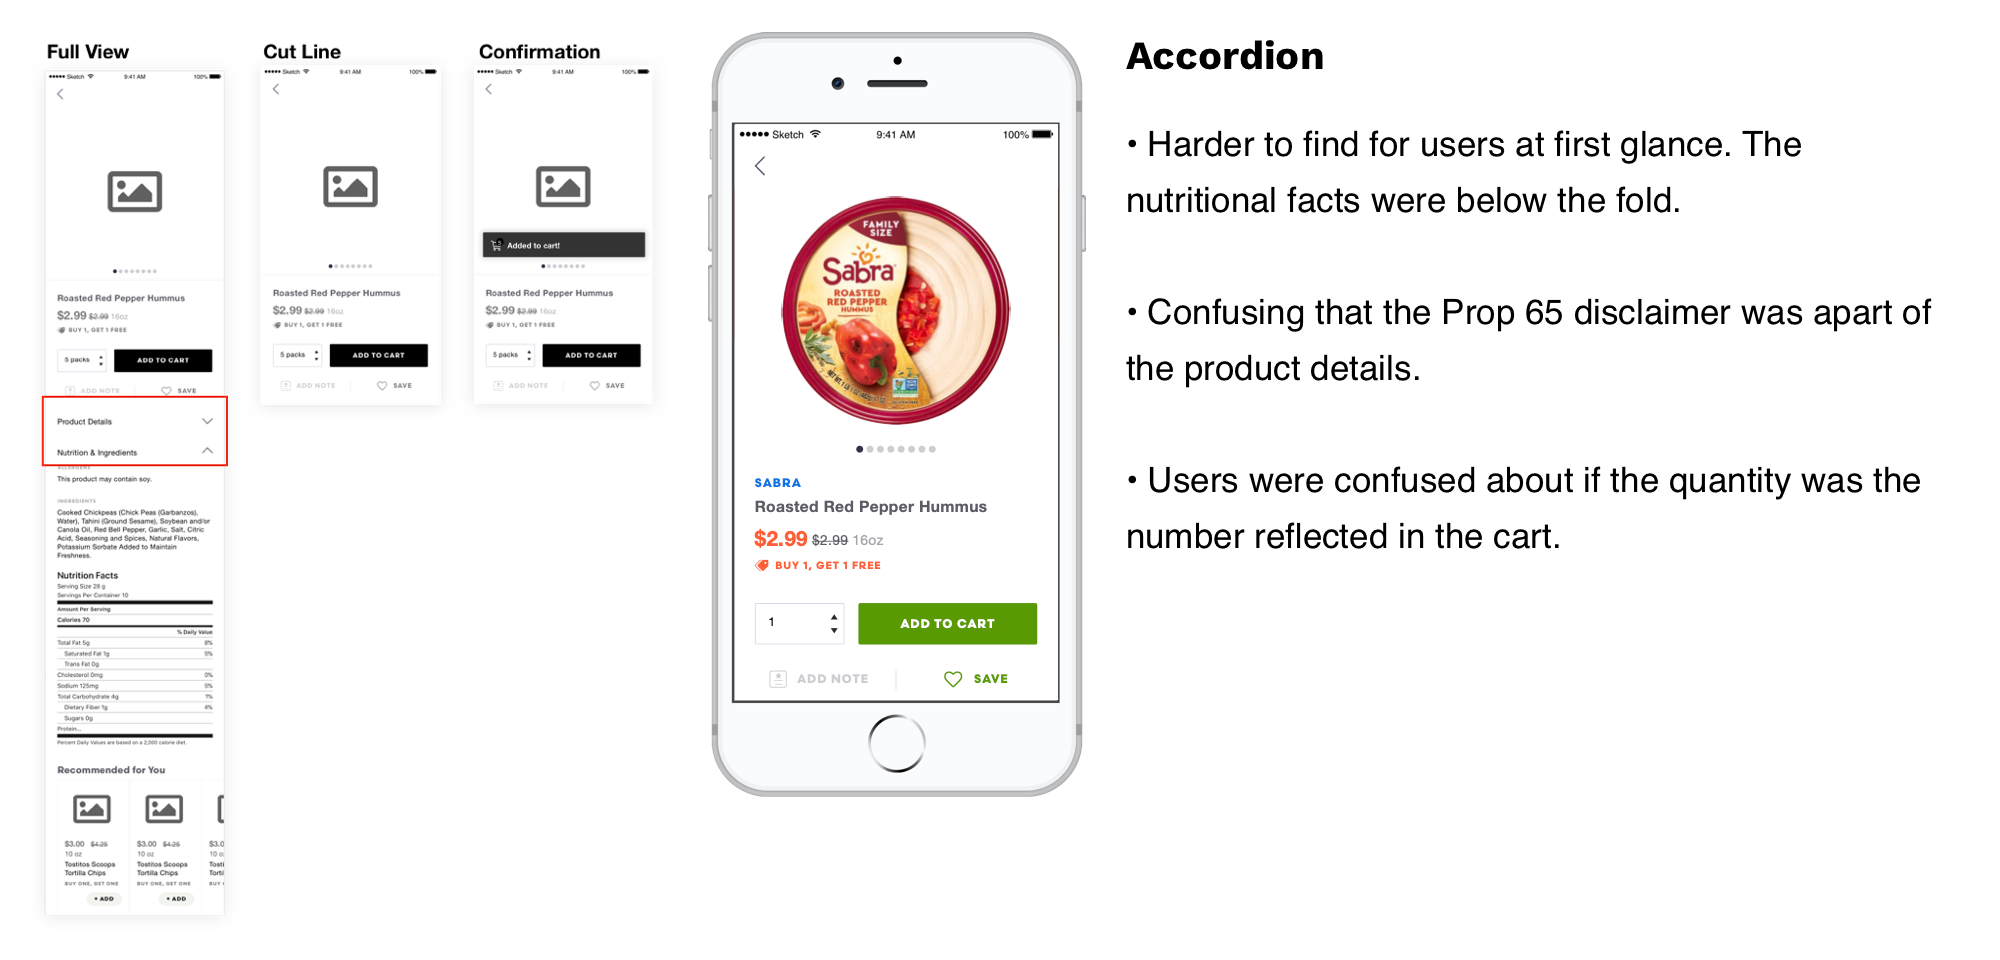 Full View
Sketch 9:41 AM 100%
Roasted Red Pepper Hummus
$2.99 $2.99 16oz
BUY 1, GET 1 FREE
5 packs
ADD TO CART
ADD NOTE
SAVE
Product Details
Nutrition & Ingredients
ALLERGENS
This product may contain soy.
INGREDIENTS
Cooked Chickpeas (Chick Peas (Garbanzos),
Water), Tahini (Ground Sesame), Soybean and/or
Canola Oil, Red Bell Pepper, Garlic, Salt, Citric
Acid, Seasoning and Spices, Natural Flavors,
Potassium Sorbate Added to Maintain
Freshness.
Nutrition Facts
Serving Size 28 g
Servings Per Container 10
Amount Per Serving
Calories 70
% Daily Value
Total Fat 5g 8%
Saturated Fat 1g 5%
Trans Fat 0g
Cholesterol 0mg 0%
Sodium 125mg 5%
Total Carbohydrate 4g 1%
Dietary Fiber 1g 4%
Sugars 0g
Protein...
Percent Daily Values are based on a 2,000 calorie diet.
Recommended for You
$3.00 $4.25
10 oz
Tostitos Scoops
Tortilla Chips
BUY ONE, GET ONE
+ ADD
$3.00 $4.25
10 oz
Tostitos Scoops
Tortilla Chips
BUY ONE, GET ONE
+ ADD
$3.0
10 o
Tosti
Torti
BUY
Cut Line
Sketch 9:41 AM 100%
Roasted Red Pepper Hummus
$2.99 $2.99 16oz
BUY 1, GET 1 FREE
5 packs
ADD TO CART
ADD NOTE
SAVE
Confirmation
Sketch 9:41 AM 100%
Added to cart!
Roasted Red Pepper Hummus
$2.99 $2.99 16oz
BUY 1, GET 1 FREE
5 packs
ADD TO CART
ADD NOTE
SAVE
Sketch 9:41 AM 100%
FAMILY
SIZE
Sabra
ROASTED
RED PEPPER
HUMMUS
SABRA
Roasted Red Pepper Hummus
$2.99 $2.99 16oz
BUY 1, GET 1 FREE
1
ADD TO CART
ADD NOTE
SAVE
Accordion
• Harder to find for users at first glance. The
nutritional facts were below the fold.
• Confusing that the Prop 65 disclaimer was apart of
the product details.
• Users were confused about if the quantity was the
number reflected in the cart.